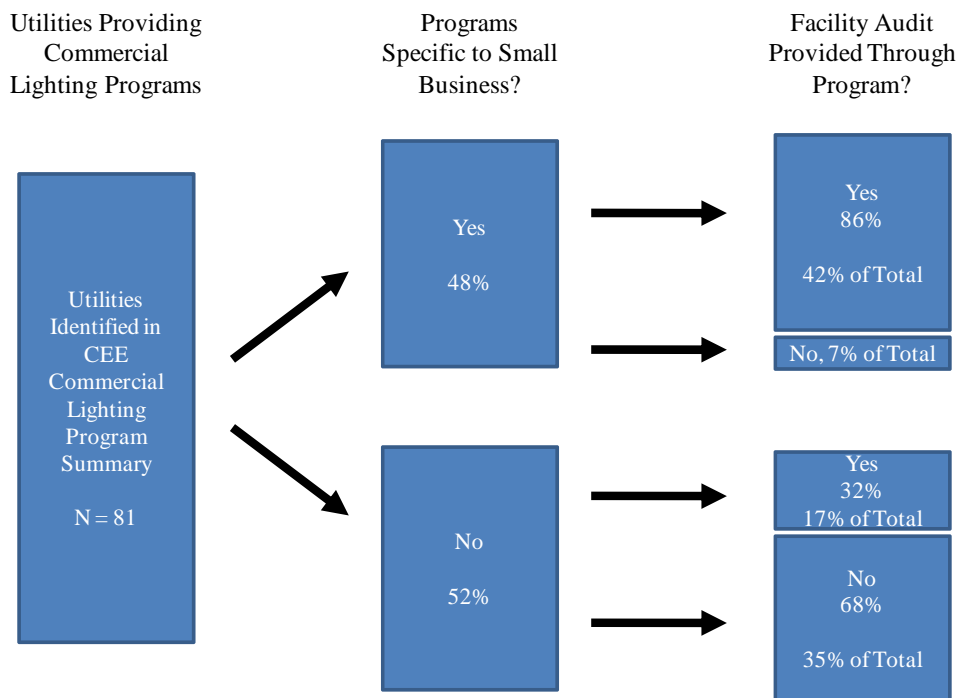 Utilities Providing
Commercial
Lighting Programs
Programs
Specific to Small
Business?
Facility Audit
Provided Through
Program?
Utilities
Identified in
CEE
Commercial
Lighting
Program
Summary
N = 81
Yes
48%
No
52%
Yes
86%
42% of Total
No, 7% of Total
Yes
32%
17% of Total
No
68%
35% of Total